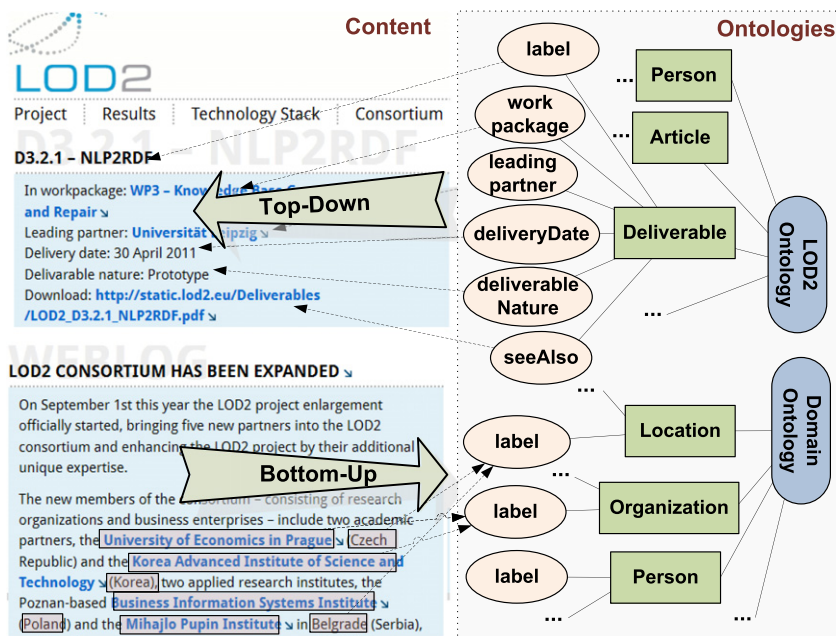 Content
LOD2
Project Results Technology Stack Consortium
D3.2.1 – NLP2RDF
D3.2.1 – NLP2RDF
In workpackage: WP3 – Knowledge Base
and Repair
Leading partner: Universität Leipzig
Delivery date: 30 April 2011
Delivarable nature: Prototype
Download: http://static.lod2.eu/Deliverables
/LOD2_D3.2.1_NLP2RDF.pdf
Top-Down
WEBLOG
LOD2 CONSORTIUM HAS BEEN EXPANDED
On September 1st this year the LOD2 project enlargement
officially started, bringing five new partners into the LOD2
consortium and enhancing the LOD2 project by their additional
unique expertise.
Bottom-Up
The new members of the consortium – consisting of research
organizations and business enterprises – include two academic
partners, the University of Economics in Prague (Czech
Republic) and the Korea Advanced Institute of Science and
Technology (Korea), two applied research institutes, the
Poznan-based Business Information Systems Institute
(Poland) and the Mihajlo Pupin Institute in Belgrade (Serbia),
Ontologies
label
work
package
leading
partner
deliveryDate
deliverable
Nature
seeAlso
... Person
... Article
Deliverable
...
LOD2
Ontology
...
label
Location
...
label
Organization
label
Person
...
...
Domain
Ontology